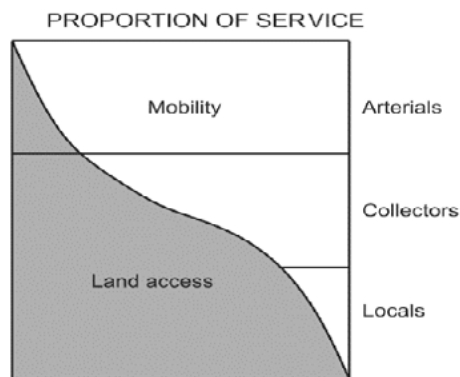 PROPORTION OF SERVICE
Mobility
Arterials
Collectors
Land access
Locals